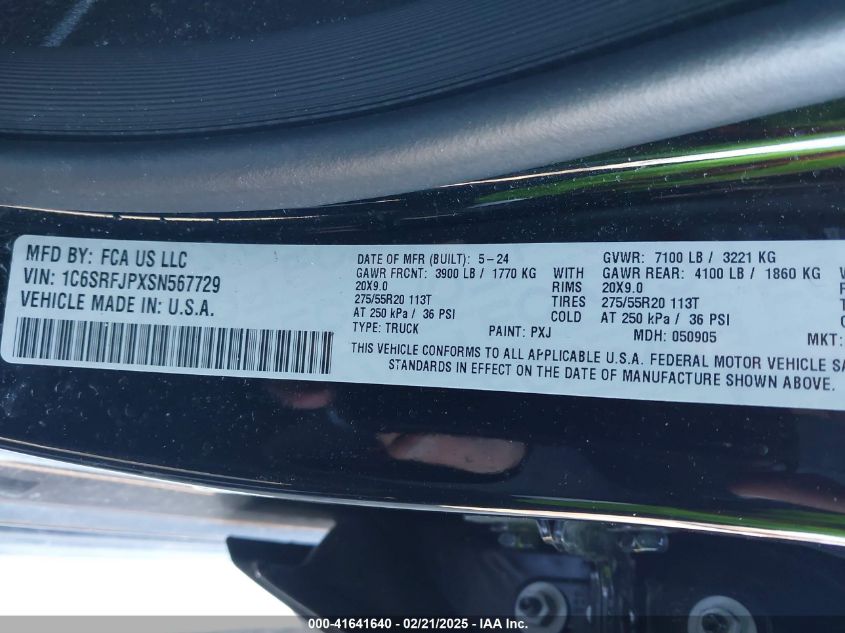 MFD BY: FCA US LLC
VIN: 1C6SRFJPXSN567729
VEHICLE MADE IN: U.S.A.
DATE OF MFR (BUILT): 5-24
GVWR: 7100 LB / 3221 KG
GAWR FRONT: 3900 LB / 1770 KG WITH GAWR REAR: 4100 LB / 1860 KG WITH
20X9.0 RIMS 20X9.0
275/55R20 113T TIRES 275/55R20 113T
AT 250 kPa / 36 PSI COLD AT 250 kPa / 36 PSI
TYPE: TRUCK PAINT: PXJ MDH: 050905 MKT:
THIS VEHICLE CONFORMS TO ALL APPLICABLE U.S.A. FEDERAL MOTOR VEHICLE SA
STANDARDS IN EFFECT ON THE DATE OF MANUFACTURE SHOWN ABOVE.
000-41641640 - 02/21/2025 - IAA Inc.